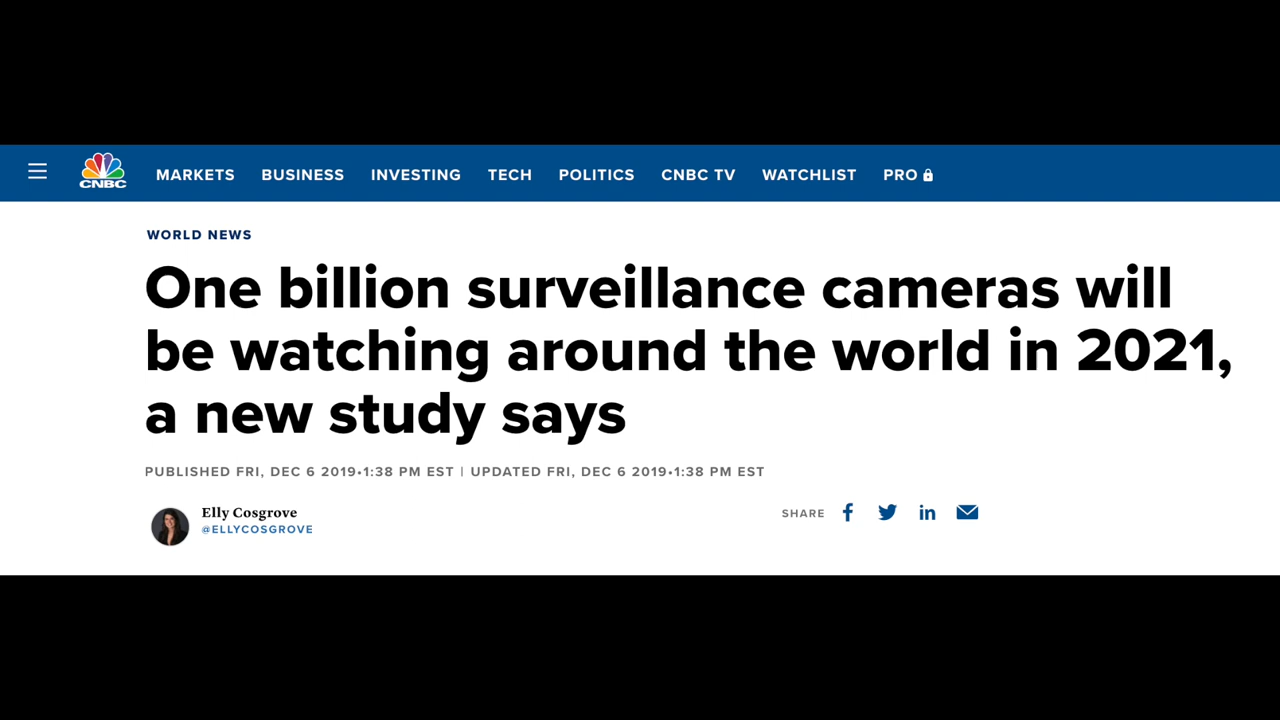 CNBC MARKETS BUSINESS INVESTING TECH POLITICS CNBC TV WATCHLIST PRO
WORLD NEWS
One billion surveillance cameras will
be watching around the world in 2021,
a new study says
PUBLISHED FRI, DEC 6 2019•1:38 PM EST | UPDATED FRI, DEC 6 2019•1:38 PM EST
Elly Cosgrove
@ELLYCOSGROVE
SHARE f in